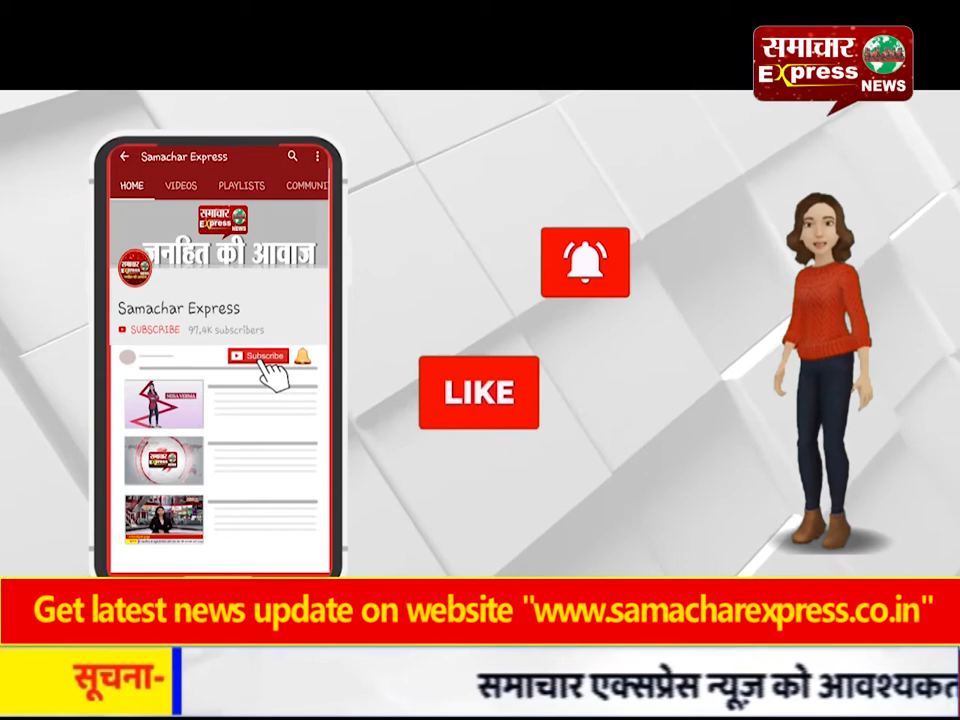 समाचार
Express
NEWS
Samachar Express
HOME VIDEOS PLAYLISTS COMMUNI
समाचार
Express
NEWS
जनहित की आवाज
Samachar Express
SUBSCRIBE 97.4K subscribers
Subscribe
LIKE
Get latest news update on website "www.samacharexpress.co.in"
सूचना- समाचार एक्सप्रेस न्यूज़ को आवश्यकत